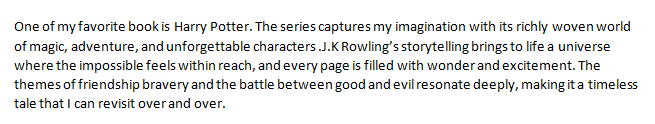 One of my favorite book is Harry Potter. The series captures my imagination with its richly woven world
of magic, adventure, and unforgettable characters .J.K Rowling's storytelling brings to life a universe
where the impossible feels within reach, and every page is filled with wonder and excitement. The
themes of friendship bravery and the battle between good and evil resonate deeply, making it a timeless
tale that I can revisit over and over.